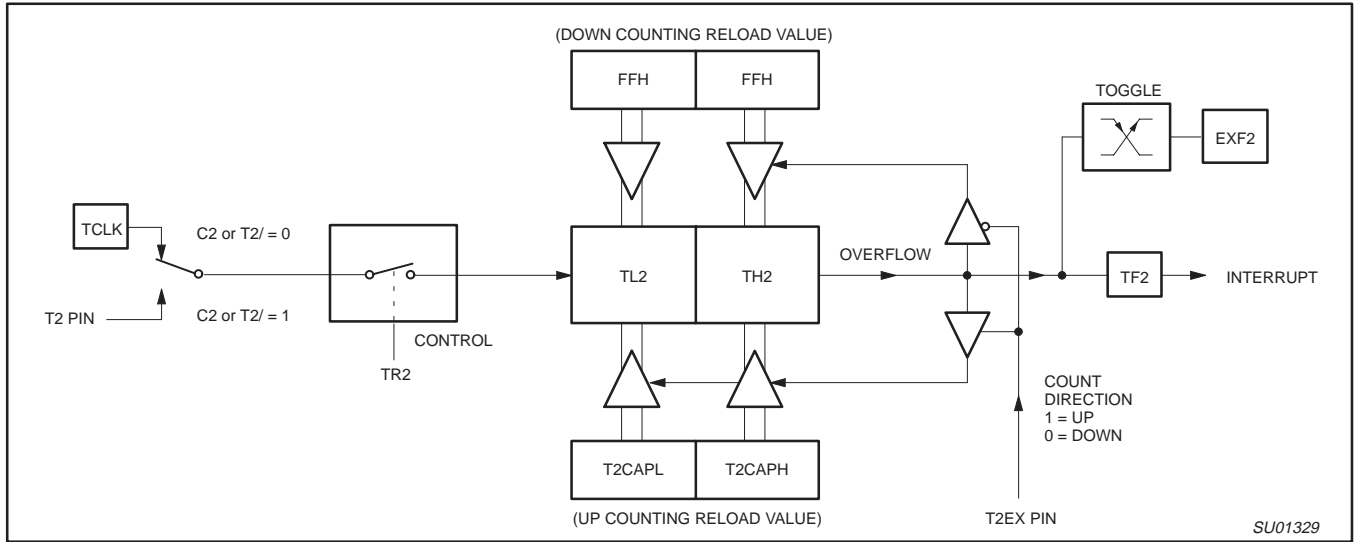 (DOWN COUNTING RELOAD VALUE)
FFH
FFH
TOGGLE
EXF2
TCLK
C2 or T2/ = 0
TL2
TH2
OVERFLOW
TF2
INTERRUPT
T2 PIN
C2 or T2/ = 1
CONTROL
TR2
COUNT
DIRECTION
1 = UP
0 = DOWN
T2CAPL
T2CAPH
(UP COUNTING RELOAD VALUE)
T2EX PIN
SU01329